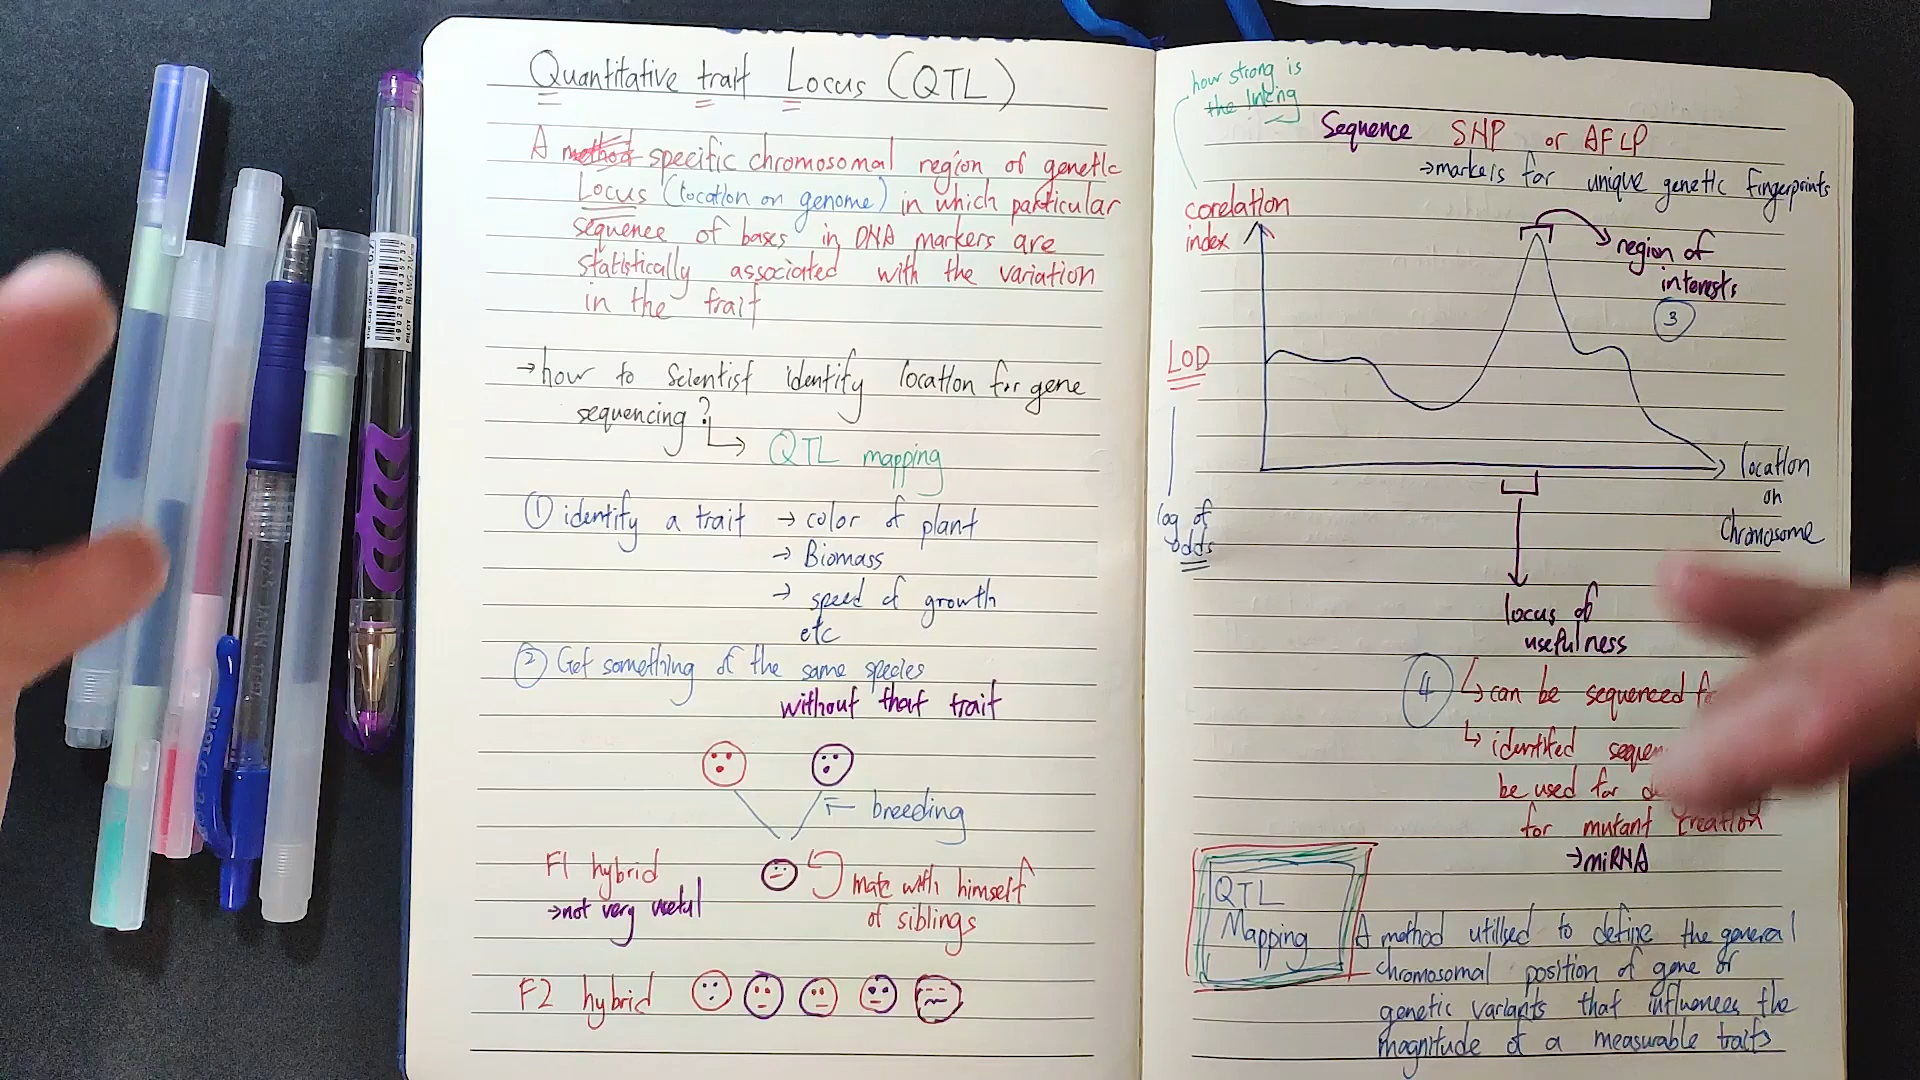 Quantitative trait Locus (QTL)
A method specific chromosomal region of genetic
Locus (location on genome) in which particular
sequence of bases in DNA markers are
statistically associated with the variation
in the trait
→ how to scientist identify location for gene
sequencing?
→ QTL mapping
① identify a trait → color of plant
→ Biomass
→ speed of growth
etc
② Get something of the same species
without that trait
← breeding
F1 hybrid
→ not very useful
mate with himself
of siblings
F2 hybrid
how strong is
the linking
Sequence SNP or AFLP
→ markers for unique genetic fingerprints
corelation
index
region of
interests
③
LOD
log of
odds
location
on
chromosome
locus of
usefulness
④ ↳ can be sequenced
↳ identifed
be used for
for mutant creation
→ miRNA
QTL
Mapping
A method utilised to define the general
chromosomal position of gene or
genetic variants that influences the
magnitude of a measurable traits